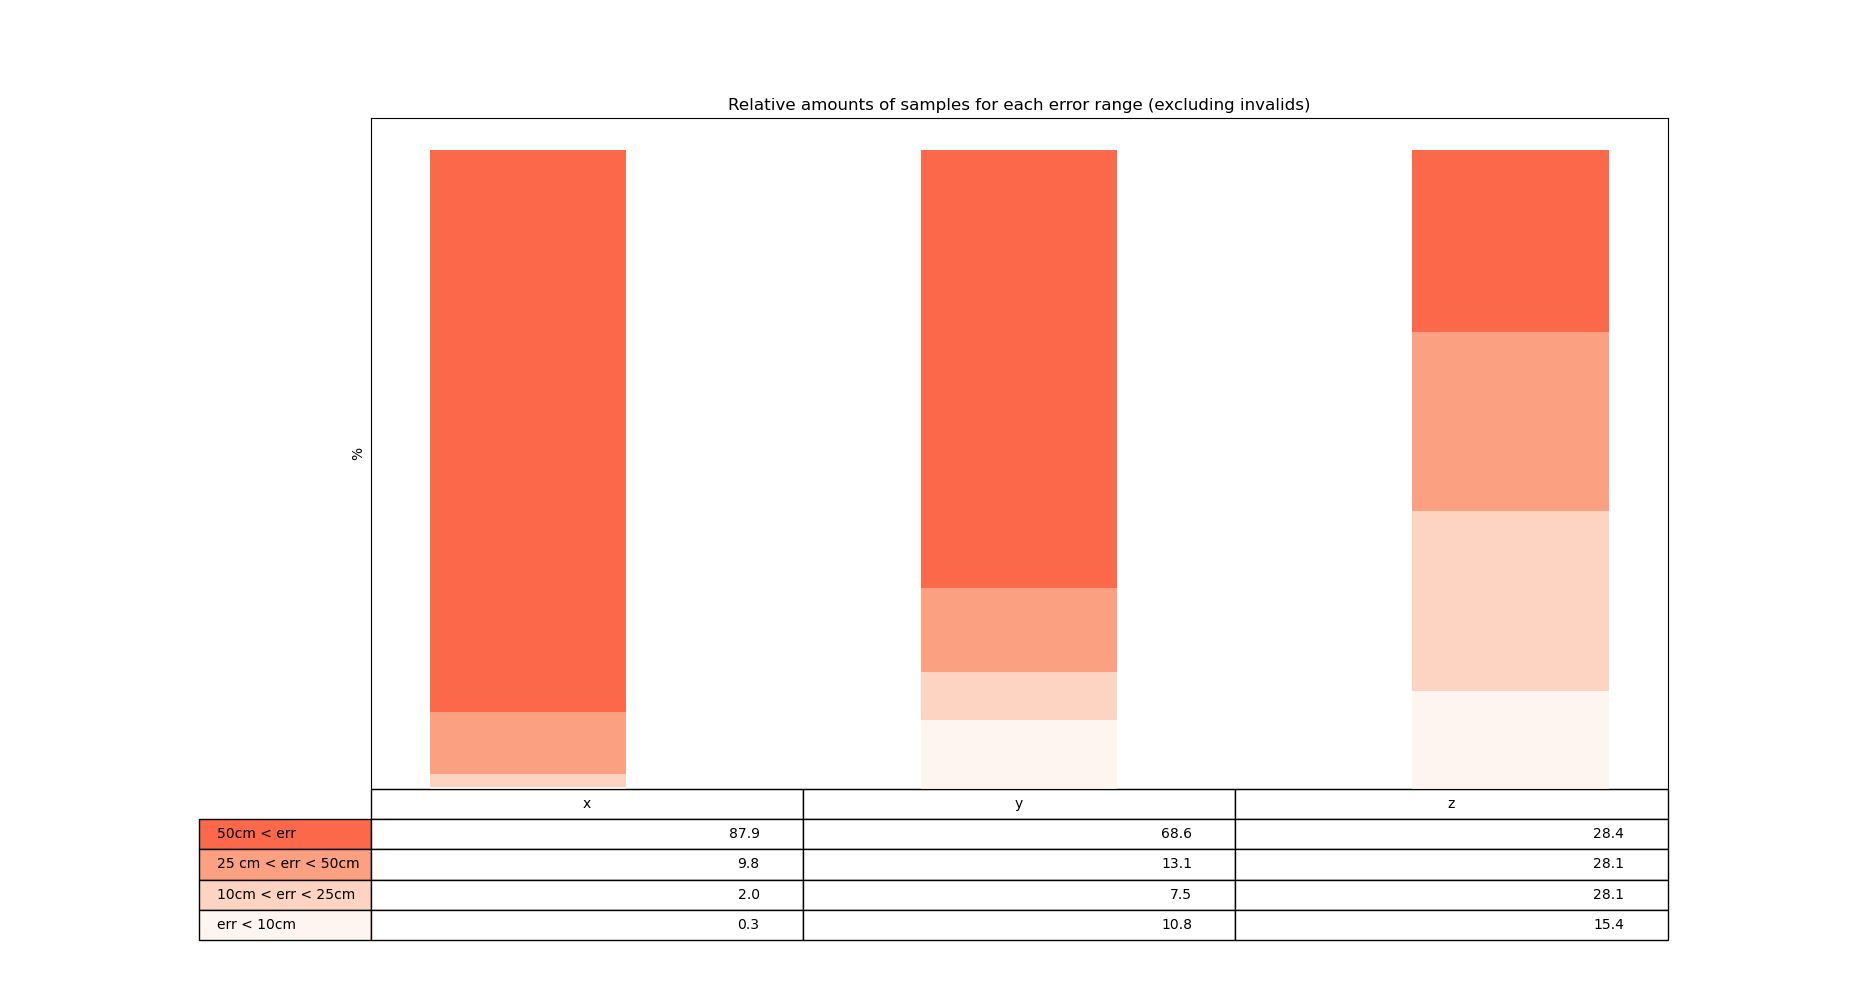 Relative amounts of samples for each error range (excluding invalids)
%
x y z
50cm < err 87.9 68.6 28.4
25 cm < err < 50cm 9.8 13.1 28.1
10cm < err < 25cm 2.0 7.5 28.1
err < 10cm 0.3 10.8 15.4